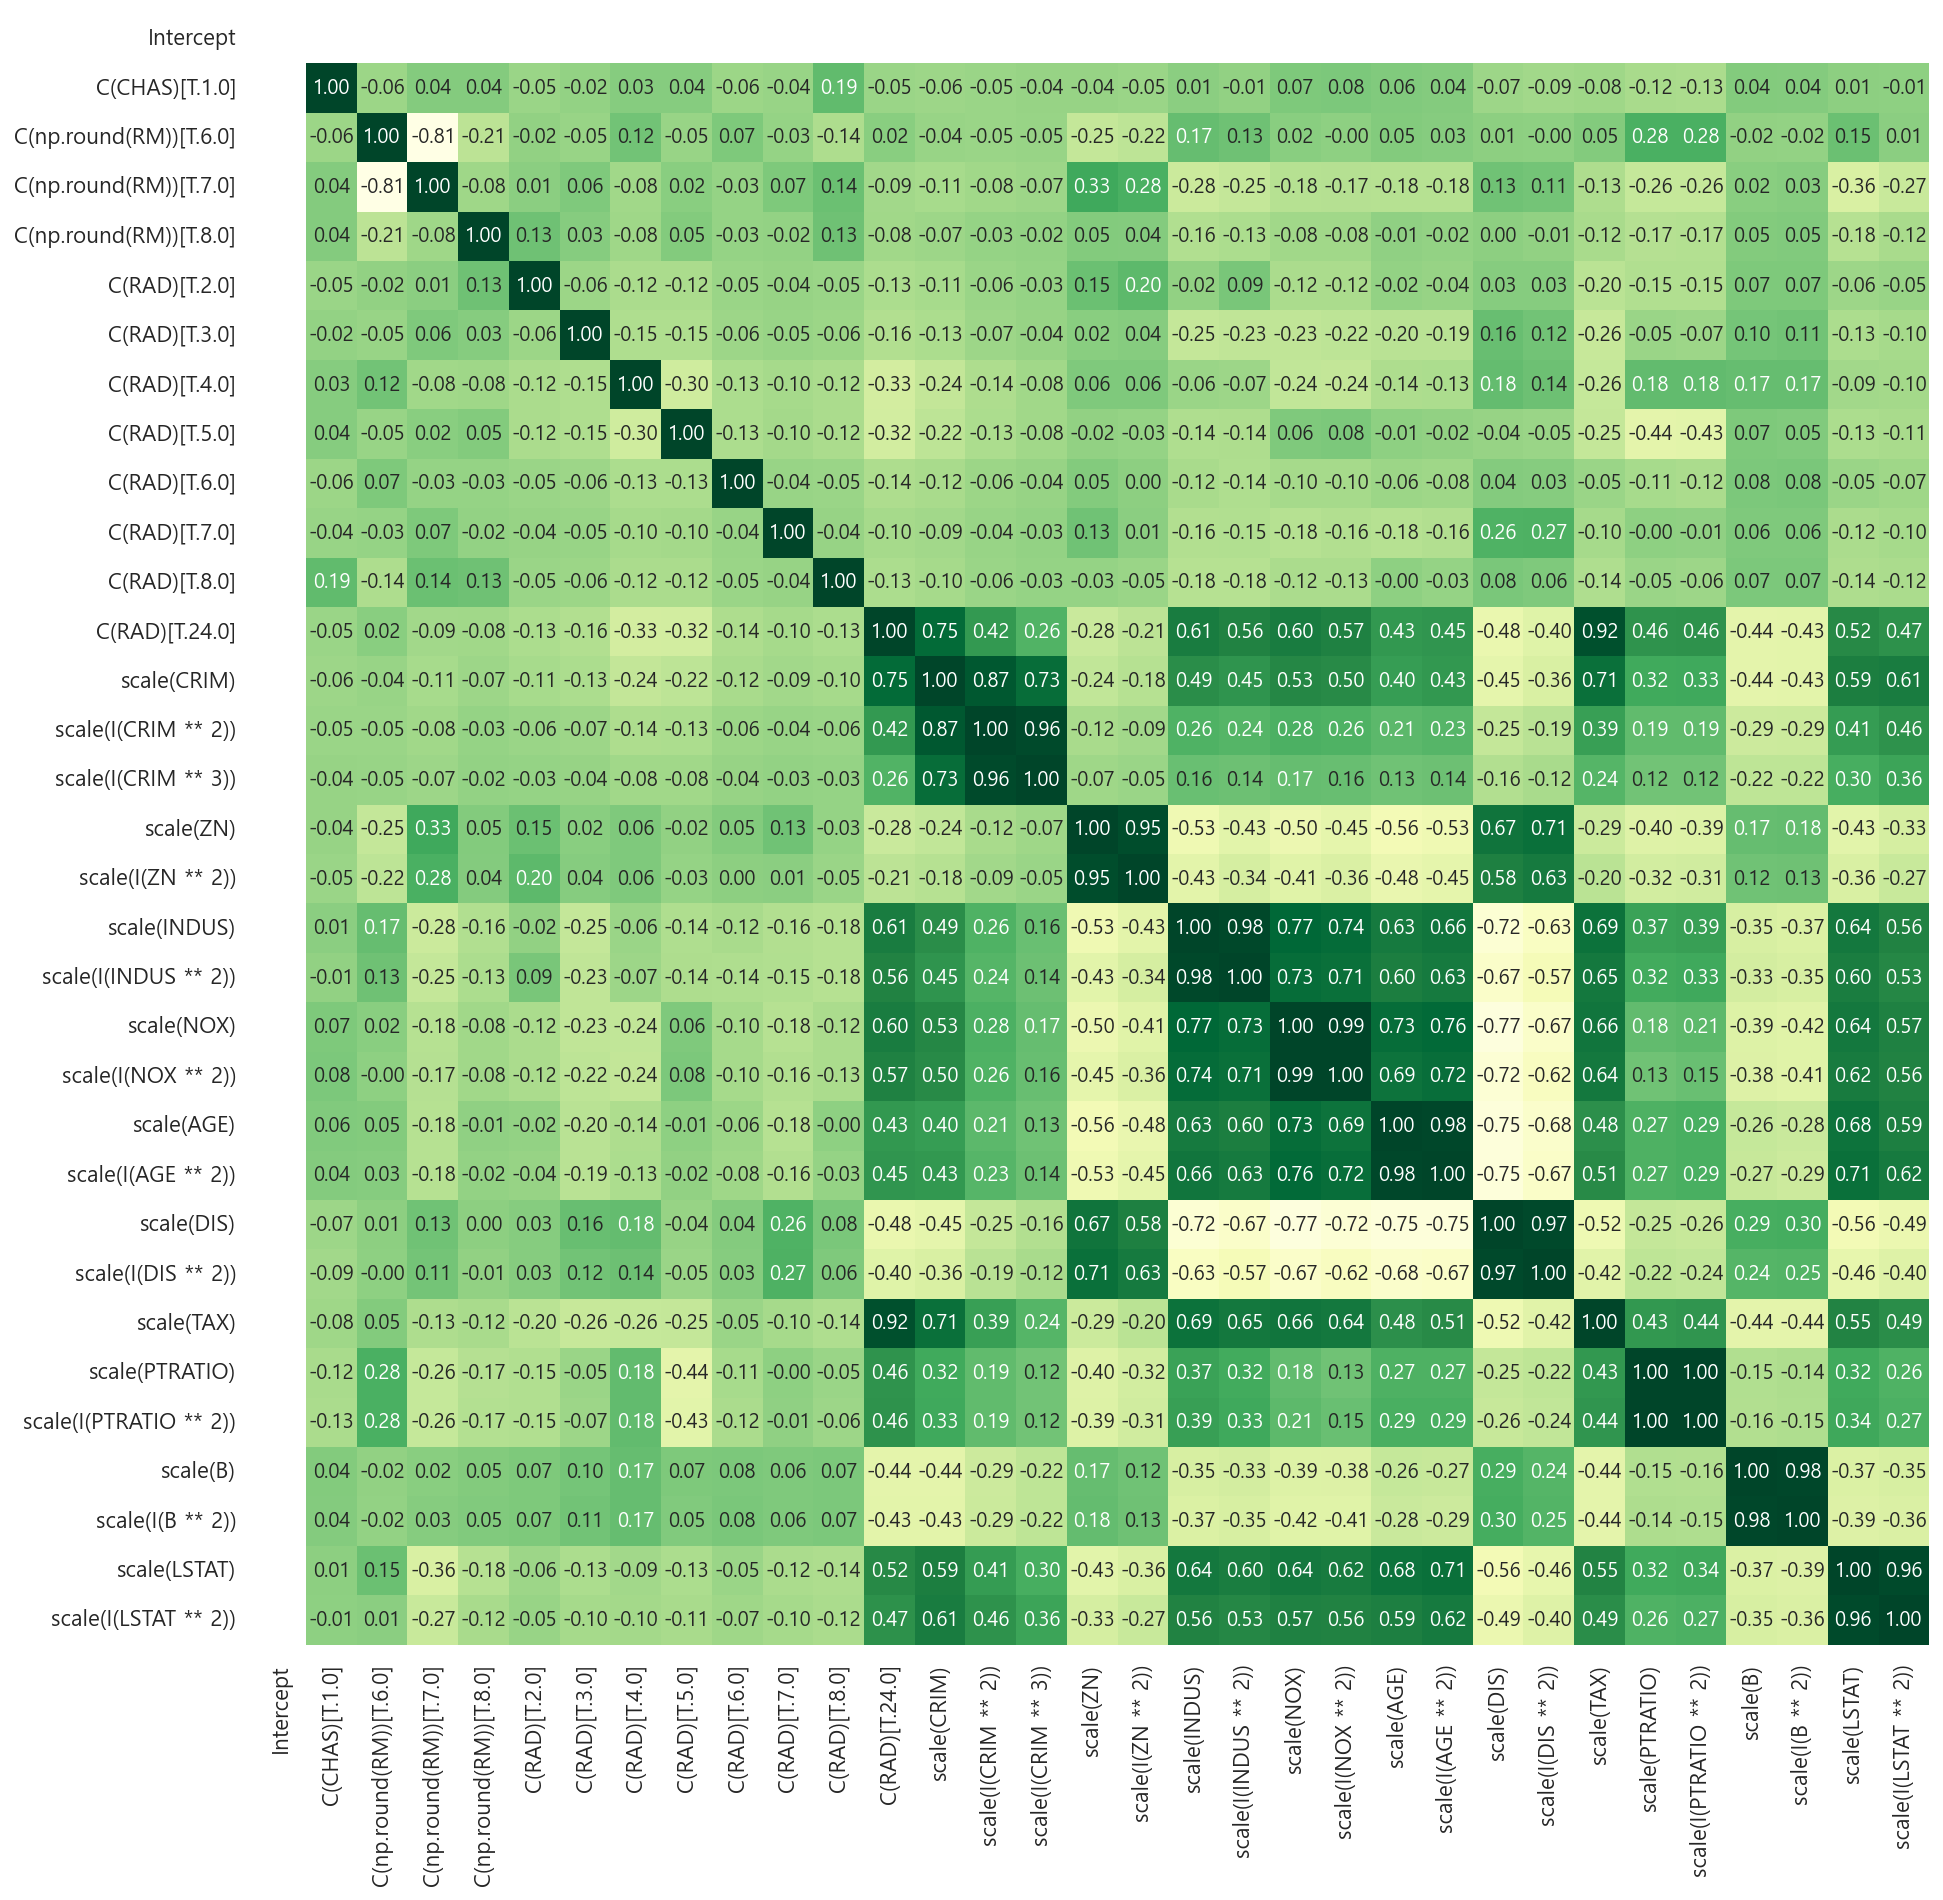 Intercept
C(CHAS)[T.1.0] 1.00 -0.06 0.04 0.04 -0.05 -0.02 0.03 0.04 -0.06 -0.04 0.19 -0.05 -0.06 -0.05 -0.04 -0.04 -0.05 0.01 -0.01 0.07 0.08 0.06 0.04 -0.07 -0.09 -0.08 -0.12 -0.13 0.04 0.04 0.01 -0.01
C(np.round(RM))[T.6.0] -0.06 1.00 -0.81 -0.21 -0.02 -0.05 0.12 -0.05 0.07 -0.03 -0.14 0.02 -0.04 -0.05 -0.05 -0.25 -0.22 0.17 0.13 0.02 -0.00 0.05 0.03 0.01 -0.00 0.05 0.28 0.28 -0.02 -0.02 0.15 0.01
C(np.round(RM))[T.7.0] 0.04 -0.81 1.00 -0.08 0.01 0.06 -0.08 0.02 -0.03 0.07 0.14 -0.09 -0.11 -0.08 -0.07 0.33 0.28 -0.28 -0.25 -0.18 -0.17 -0.18 -0.18 0.13 0.11 -0.13 -0.26 -0.26 0.02 0.03 -0.36 -0.27
C(np.round(RM))[T.8.0] 0.04 -0.21 -0.08 1.00 0.13 0.03 -0.08 0.05 -0.03 -0.02 0.13 -0.08 -0.07 -0.03 -0.02 0.05 0.04 -0.16 -0.13 -0.08 -0.08 -0.01 -0.02 0.00 -0.01 -0.12 -0.17 -0.17 0.05 0.05 -0.18 -0.12
C(RAD)[T.2.0] -0.05 -0.02 0.01 0.13 1.00 -0.06 -0.12 -0.12 -0.05 -0.04 -0.05 -0.13 -0.11 -0.06 -0.03 0.15 0.20 -0.02 0.09 -0.12 -0.12 -0.02 -0.04 0.03 0.03 -0.20 -0.15 -0.15 0.07 0.07 -0.06 -0.05
C(RAD)[T.3.0] -0.02 -0.05 0.06 0.03 -0.06 1.00 -0.15 -0.15 -0.06 -0.05 -0.06 -0.16 -0.13 -0.07 -0.04 0.02 0.04 -0.25 -0.23 -0.23 -0.22 -0.20 -0.19 0.16 0.12 -0.26 -0.05 -0.07 0.10 0.11 -0.13 -0.10
C(RAD)[T.4.0] 0.03 0.12 -0.08 -0.08 -0.12 -0.15 1.00 -0.30 -0.13 -0.10 -0.12 -0.33 -0.24 -0.14 -0.08 0.06 0.06 -0.06 -0.07 -0.24 -0.24 -0.14 -0.13 0.18 0.14 -0.26 0.18 0.18 0.17 0.17 -0.09 -0.10
C(RAD)[T.5.0] 0.04 -0.05 0.02 0.05 -0.12 -0.15 -0.30 1.00 -0.13 -0.10 -0.12 -0.32 -0.22 -0.13 -0.08 -0.02 -0.03 -0.14 -0.14 0.06 0.08 -0.01 -0.02 -0.04 -0.05 -0.25 -0.44 -0.43 0.07 0.05 -0.13 -0.11
C(RAD)[T.6.0] -0.06 0.07 -0.03 -0.03 -0.05 -0.06 -0.13 -0.13 1.00 -0.04 -0.05 -0.14 -0.12 -0.06 -0.04 0.05 0.00 -0.12 -0.14 -0.10 -0.10 -0.06 -0.08 0.04 0.03 -0.05 -0.11 -0.12 0.08 0.08 -0.05 -0.07
C(RAD)[T.7.0] -0.04 -0.03 0.07 -0.02 -0.04 -0.05 -0.10 -0.10 -0.04 1.00 -0.04 -0.10 -0.09 -0.04 -0.03 0.13 0.01 -0.16 -0.15 -0.18 -0.16 -0.18 -0.16 0.26 0.27 -0.10 -0.00 -0.01 0.06 0.06 -0.12 -0.10
C(RAD)[T.8.0] 0.19 -0.14 0.14 0.13 -0.05 -0.06 -0.12 -0.12 -0.05 -0.04 1.00 -0.13 -0.10 -0.06 -0.03 -0.03 -0.05 -0.18 -0.18 -0.12 -0.13 -0.00 -0.03 0.08 0.06 -0.14 -0.05 -0.06 0.07 0.07 -0.14 -0.12
C(RAD)[T.24.0] -0.05 0.02 -0.09 -0.08 -0.13 -0.16 -0.33 -0.32 -0.14 -0.10 -0.13 1.00 0.75 0.42 0.26 -0.28 -0.21 0.61 0.56 0.60 0.57 0.43 0.45 -0.48 -0.40 0.92 0.46 0.46 -0.44 -0.43 0.52 0.47
scale(CRIM) -0.06 -0.04 -0.11 -0.07 -0.11 -0.13 -0.24 -0.22 -0.12 -0.09 -0.10 0.75 1.00 0.87 0.73 -0.24 -0.18 0.49 0.45 0.53 0.50 0.40 0.43 -0.45 -0.36 0.71 0.32 0.33 -0.44 -0.43 0.59 0.61
scale(I(CRIM ** 2)) -0.05 -0.05 -0.08 -0.03 -0.06 -0.07 -0.14 -0.13 -0.06 -0.04 -0.06 0.42 0.87 1.00 0.96 -0.12 -0.09 0.26 0.24 0.28 0.26 0.21 0.23 -0.25 -0.19 0.39 0.19 0.19 -0.29 -0.29 0.41 0.46
scale(I(CRIM ** 3)) -0.04 -0.05 -0.07 -0.02 -0.03 -0.04 -0.08 -0.08 -0.04 -0.03 -0.03 0.26 0.73 0.96 1.00 -0.07 -0.05 0.16 0.14 0.17 0.16 0.13 0.14 -0.16 -0.12 0.24 0.12 0.12 -0.22 -0.22 0.30 0.36
scale(ZN) -0.04 -0.25 0.33 0.05 0.15 0.02 0.06 -0.02 0.05 0.13 -0.03 -0.28 -0.24 -0.12 -0.07 1.00 0.95 -0.53 -0.43 -0.50 -0.45 -0.56 -0.53 0.67 0.71 -0.29 -0.40 -0.39 0.17 0.18 -0.43 -0.33
scale(I(ZN ** 2)) -0.05 -0.22 0.28 0.04 0.20 0.04 0.06 -0.03 0.00 0.01 -0.05 -0.21 -0.18 -0.09 -0.05 0.95 1.00 -0.43 -0.34 -0.41 -0.36 -0.48 -0.45 0.58 0.63 -0.20 -0.32 -0.31 0.12 0.13 -0.36 -0.27
scale(INDUS) 0.01 0.17 -0.28 -0.16 -0.02 -0.25 -0.06 -0.14 -0.12 -0.16 -0.18 0.61 0.49 0.26 0.16 -0.53 -0.43 1.00 0.98 0.77 0.74 0.63 0.66 -0.72 -0.63 0.69 0.37 0.39 -0.35 -0.37 0.64 0.56
scale(I(INDUS ** 2)) -0.01 0.13 -0.25 -0.13 0.09 -0.23 -0.07 -0.14 -0.14 -0.15 -0.18 0.56 0.45 0.24 0.14 -0.43 -0.34 0.98 1.00 0.73 0.71 0.60 0.63 -0.67 -0.57 0.65 0.32 0.33 -0.33 -0.35 0.60 0.53
scale(NOX) 0.07 0.02 -0.18 -0.08 -0.12 -0.23 -0.24 0.06 -0.10 -0.18 -0.12 0.60 0.53 0.28 0.17 -0.50 -0.41 0.77 0.73 1.00 0.99 0.73 0.76 -0.77 -0.67 0.66 0.18 0.21 -0.39 -0.42 0.64 0.57
scale(I(NOX ** 2)) 0.08 -0.00 -0.17 -0.08 -0.12 -0.22 -0.24 0.08 -0.10 -0.16 -0.13 0.57 0.50 0.26 0.16 -0.45 -0.36 0.74 0.71 0.99 1.00 0.69 0.72 -0.72 -0.62 0.64 0.13 0.15 -0.38 -0.41 0.62 0.56
scale(AGE) 0.06 0.05 -0.18 -0.01 -0.02 -0.20 -0.14 -0.01 -0.06 -0.18 -0.00 0.43 0.40 0.21 0.13 -0.56 -0.48 0.63 0.60 0.73 0.69 1.00 0.98 -0.75 -0.68 0.48 0.27 0.29 -0.26 -0.28 0.68 0.59
scale(I(AGE ** 2)) 0.04 0.03 -0.18 -0.02 -0.04 -0.19 -0.13 -0.02 -0.08 -0.16 -0.03 0.45 0.43 0.23 0.14 -0.53 -0.45 0.66 0.63 0.76 0.72 0.98 1.00 -0.75 -0.67 0.51 0.27 0.29 -0.27 -0.29 0.71 0.62
scale(DIS) -0.07 0.01 0.13 0.00 0.03 0.16 0.18 -0.04 0.04 0.26 0.08 -0.48 -0.45 -0.25 -0.16 0.67 0.58 -0.72 -0.67 -0.77 -0.72 -0.75 -0.75 1.00 0.97 -0.52 -0.25 -0.26 0.29 0.30 -0.56 -0.49
scale(I(DIS ** 2)) -0.09 -0.00 0.11 -0.01 0.03 0.12 0.14 -0.05 0.03 0.27 0.06 -0.40 -0.36 -0.19 -0.12 0.71 0.63 -0.63 -0.57 -0.67 -0.62 -0.68 -0.67 0.97 1.00 -0.42 -0.22 -0.24 0.24 0.25 -0.46 -0.40
scale(TAX) -0.08 0.05 -0.13 -0.12 -0.20 -0.26 -0.26 -0.25 -0.05 -0.10 -0.14 0.92 0.71 0.39 0.24 -0.29 -0.20 0.69 0.65 0.66 0.64 0.48 0.51 -0.52 -0.42 1.00 0.43 0.44 -0.44 -0.44 0.55 0.49
scale(PTRATIO) -0.12 0.28 -0.26 -0.17 -0.15 -0.05 0.18 -0.44 -0.11 -0.00 -0.05 0.46 0.32 0.19 0.12 -0.40 -0.32 0.37 0.32 0.18 0.13 0.27 0.27 -0.25 -0.22 0.43 1.00 1.00 -0.15 -0.14 0.32 0.26
scale(I(PTRATIO ** 2)) -0.13 0.28 -0.26 -0.17 -0.15 -0.07 0.18 -0.43 -0.12 -0.01 -0.06 0.46 0.33 0.19 0.12 -0.39 -0.31 0.39 0.33 0.21 0.15 0.29 0.29 -0.26 -0.24 0.44 1.00 1.00 -0.16 -0.15 0.34 0.27
scale(B) 0.04 -0.02 0.02 0.05 0.07 0.10 0.17 0.07 0.08 0.06 0.07 -0.44 -0.44 -0.29 -0.22 0.17 0.12 -0.35 -0.33 -0.39 -0.38 -0.26 -0.27 0.29 0.24 -0.44 -0.15 -0.16 1.00 0.98 -0.37 -0.35
scale(I(B ** 2)) 0.04 -0.02 0.03 0.05 0.07 0.11 0.17 0.05 0.08 0.06 0.07 -0.43 -0.43 -0.29 -0.22 0.18 0.13 -0.37 -0.35 -0.42 -0.41 -0.28 -0.29 0.30 0.25 -0.44 -0.14 -0.15 0.98 1.00 -0.39 -0.36
scale(LSTAT) 0.01 0.15 -0.36 -0.18 -0.06 -0.13 -0.09 -0.13 -0.05 -0.12 -0.14 0.52 0.59 0.41 0.30 -0.43 -0.36 0.64 0.60 0.64 0.62 0.68 0.71 -0.56 -0.46 0.55 0.32 0.34 -0.37 -0.39 1.00 0.96
scale(I(LSTAT ** 2)) -0.01 0.01 -0.27 -0.12 -0.05 -0.10 -0.10 -0.11 -0.07 -0.10 -0.12 0.47 0.61 0.46 0.36 -0.33 -0.27 0.56 0.53 0.57 0.56 0.59 0.62 -0.49 -0.40 0.49 0.26 0.27 -0.35 -0.36 0.96 1.00
Intercept
C(CHAS)[T.1.0]
C(np.round(RM))[T.6.0]
C(np.round(RM))[T.7.0]
C(np.round(RM))[T.8.0]
C(RAD)[T.2.0]
C(RAD)[T.3.0]
C(RAD)[T.4.0]
C(RAD)[T.5.0]
C(RAD)[T.6.0]
C(RAD)[T.7.0]
C(RAD)[T.8.0]
C(RAD)[T.24.0]
scale(CRIM)
scale(I(CRIM ** 2))
scale(I(CRIM ** 3))
scale(ZN)
scale(I(ZN ** 2))
scale(INDUS)
scale(I(INDUS ** 2))
scale(NOX)
scale(I(NOX ** 2))
scale(AGE)
scale(I(AGE ** 2))
scale(DIS)
scale(I(DIS ** 2))
scale(TAX)
scale(PTRATIO)
scale(I(PTRATIO ** 2))
scale(B)
scale(I(B ** 2))
scale(LSTAT)
scale(I(LSTAT ** 2))